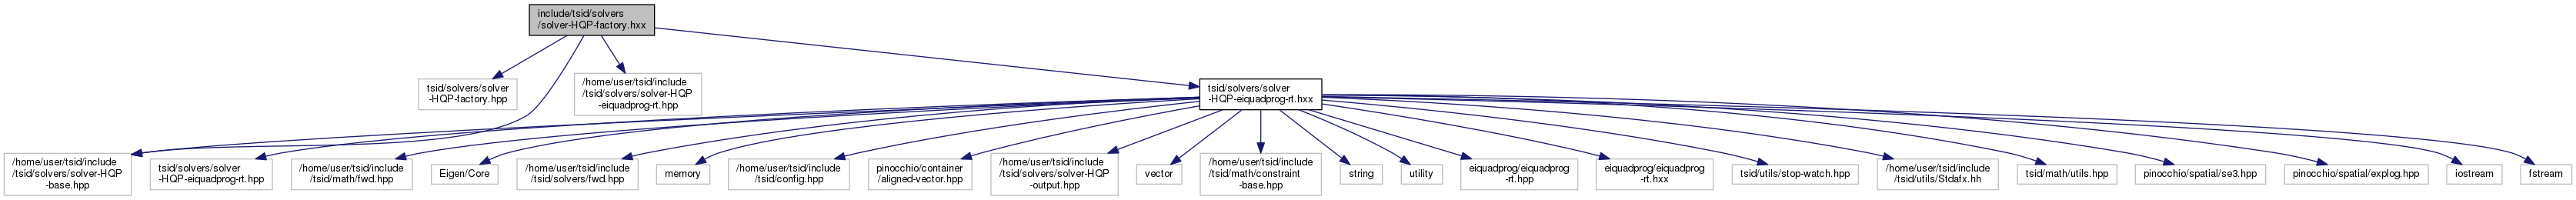 include/tsid/solvers
/solver-HQP-factory.hxx
tsid/solvers/solver
-HQP-factory.hpp
/home/user/tsid/include
/tsid/solvers/solver-HQP
-eiquadprog-rt.hpp
tsid/solvers/solver
-HQP-eiquadprog-rt.hxx
/home/user/tsid/include
/tsid/solvers/solver-HQP
-base.hpp
tsid/solvers/solver
-HQP-eiquadprog-rt.hpp
/home/user/tsid/include
/tsid/math/fwd.hpp
Eigen/Core
/home/user/tsid/include
/tsid/solvers/fwd.hpp
memory
/home/user/tsid/include
/tsid/config.hpp
pinocchio/container
/aligned-vector.hpp
/home/user/tsid/include
/tsid/solvers/solver-HQP
-output.hpp
vector
/home/user/tsid/include
/tsid/math/constraint
-base.hpp
string
utility
eiquadprog/eiquadprog
-rt.hpp
eiquadprog/eiquadprog
-rt.hxx
tsid/utils/stop-watch.hpp
/home/user/tsid/include
/tsid/utils/Stdafx.hh
tsid/math/utils.hpp
pinocchio/spatial/se3.hpp
pinocchio/spatial/explog.hpp
iostream
fstream